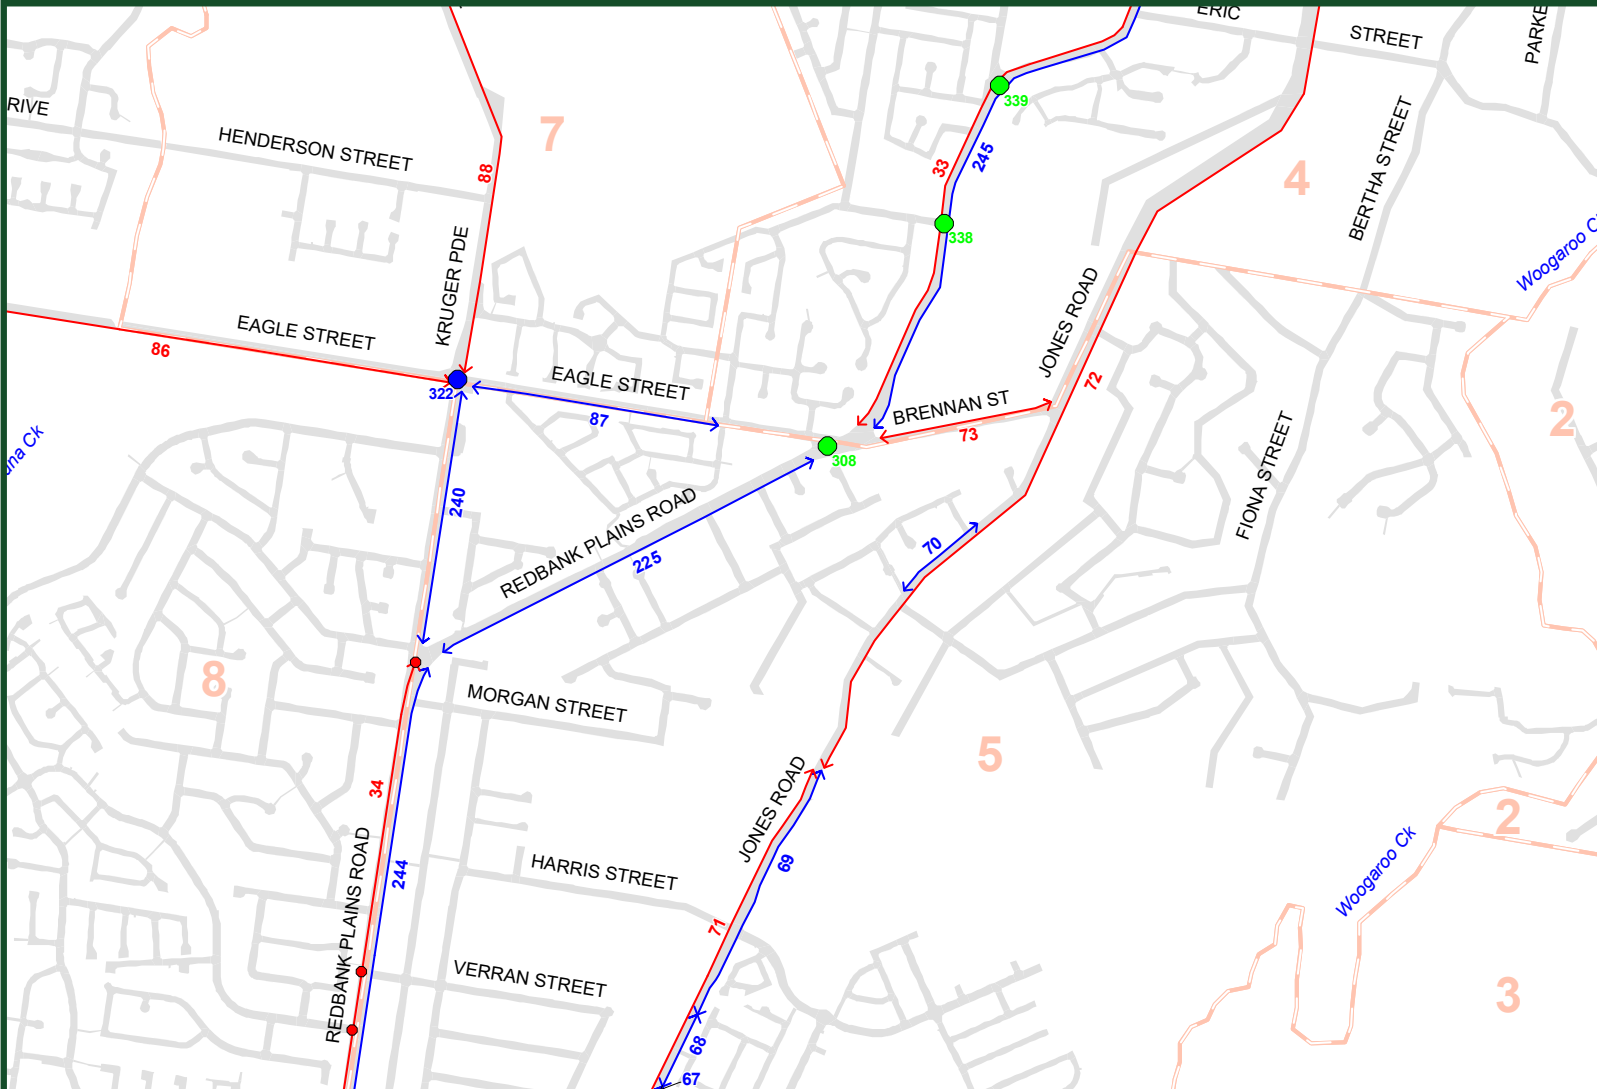 ERIC
STREET
PARKE
RIVE
HENDERSON STREET
7
88
33
245
339
4
BERTHA STREET
338
Woogaroo C
KRUGER PDE
JONES ROAD
EAGLE STREET
86
322
EAGLE STREET
87
BRENNAN ST
73
72
2
una Ck
308
FIONA STREET
240
REDBANK PLAINS ROAD
225
70
8
MORGAN STREET
5
34
JONES ROAD
2
244
HARRIS STREET
69
Woogaroo Ck
REDBANK PLAINS ROAD
71
VERRAN STREET
3
68
67